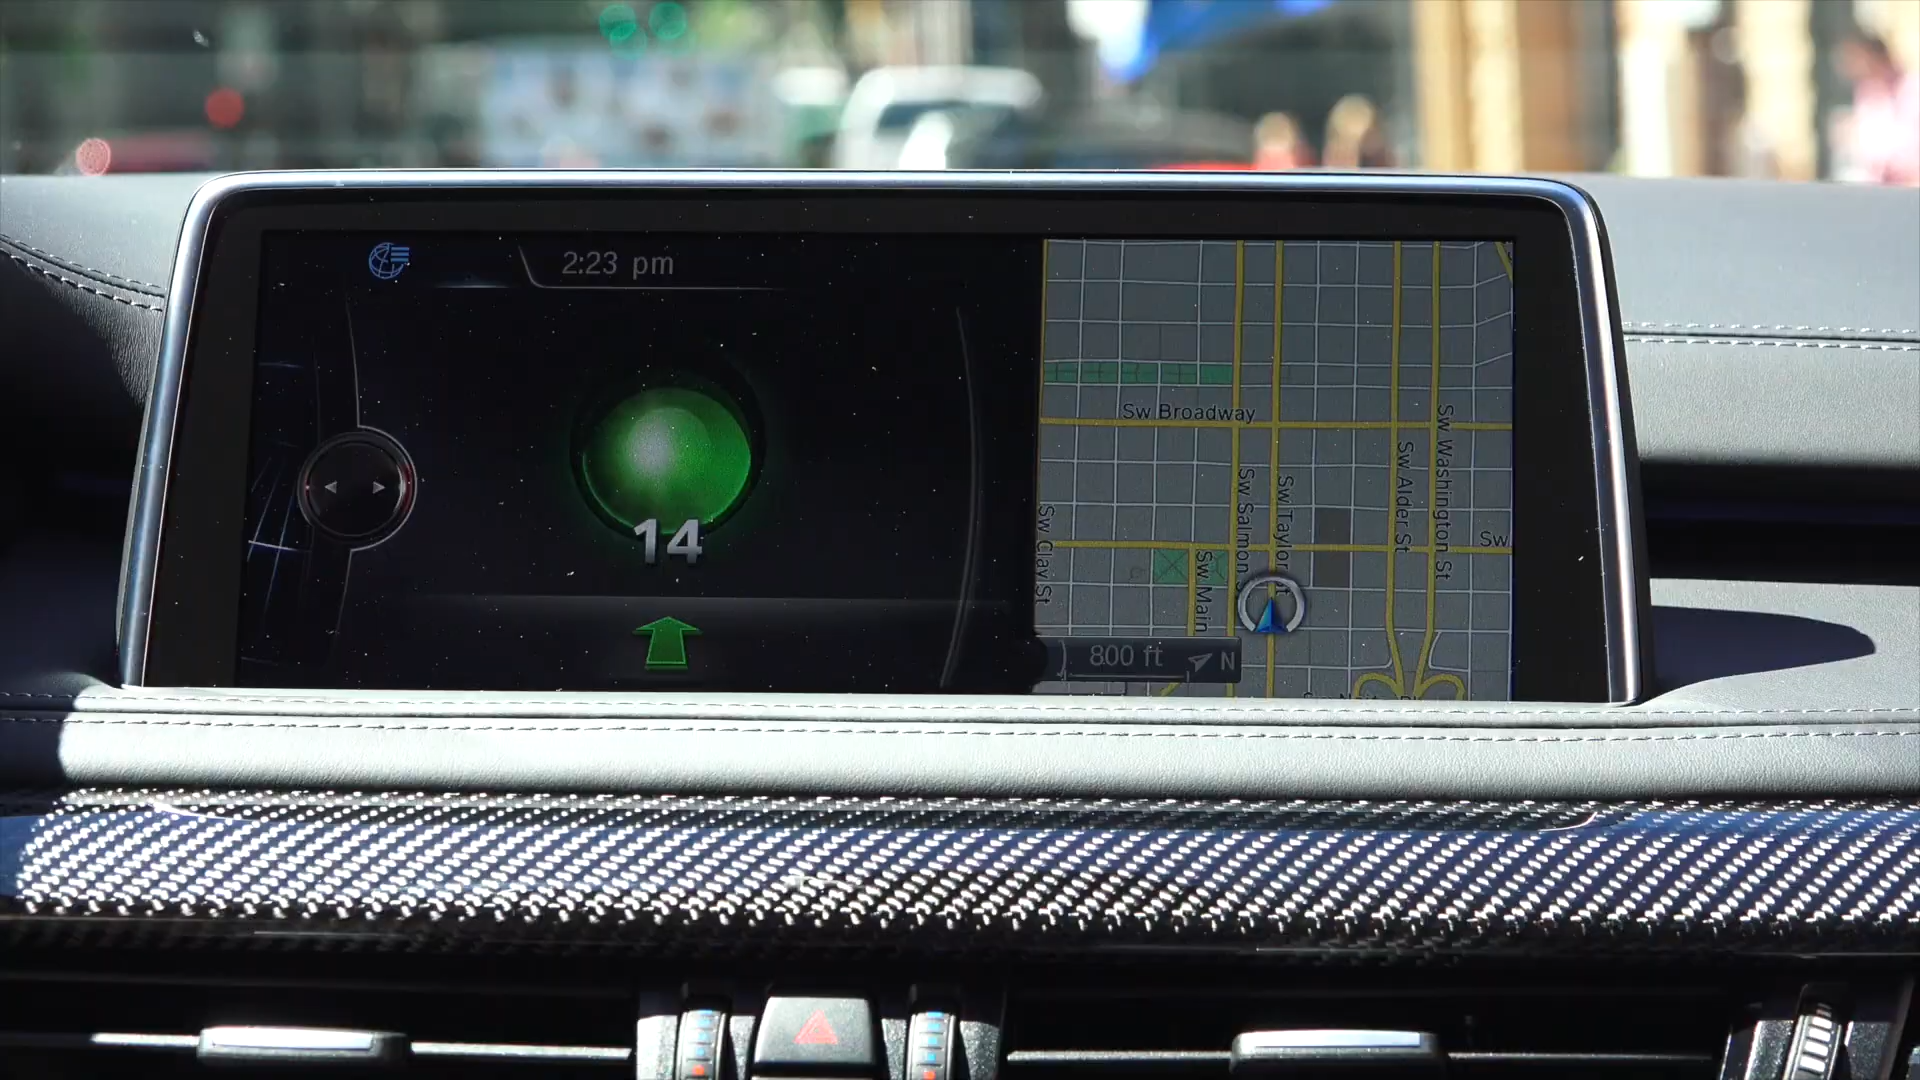 2:23 pm
14
Sw Broadway
Sw Washington St
Sw Alder St
Sw Salmon
Sw Taylor St
Sw Clay St
Sw Main
Sw
800 ft
N